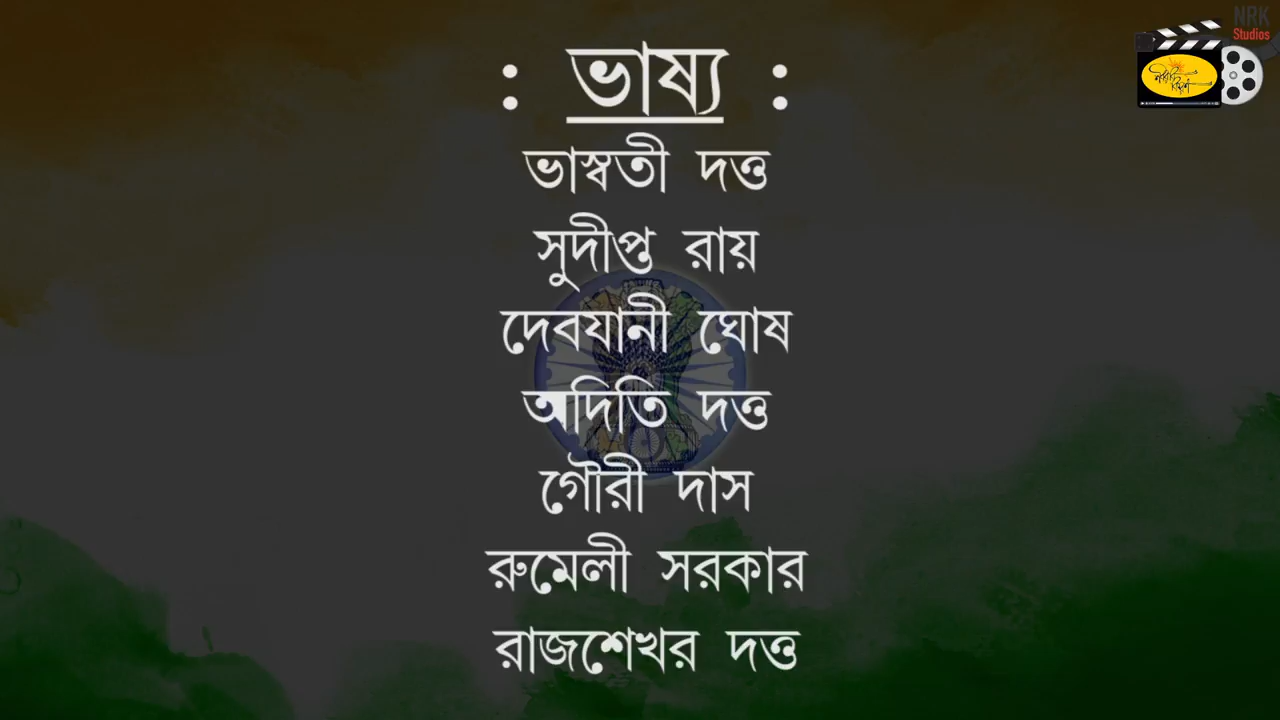 : ভাষ্য :
ভাস্বতী দত্ত
সুদীপ্ত রায়
দেবযানী ঘোষ
অদিতি দত্ত
গৌরী দাস
রুমেলী সরকার
রাজশেখর দত্ত
NRK
Studios